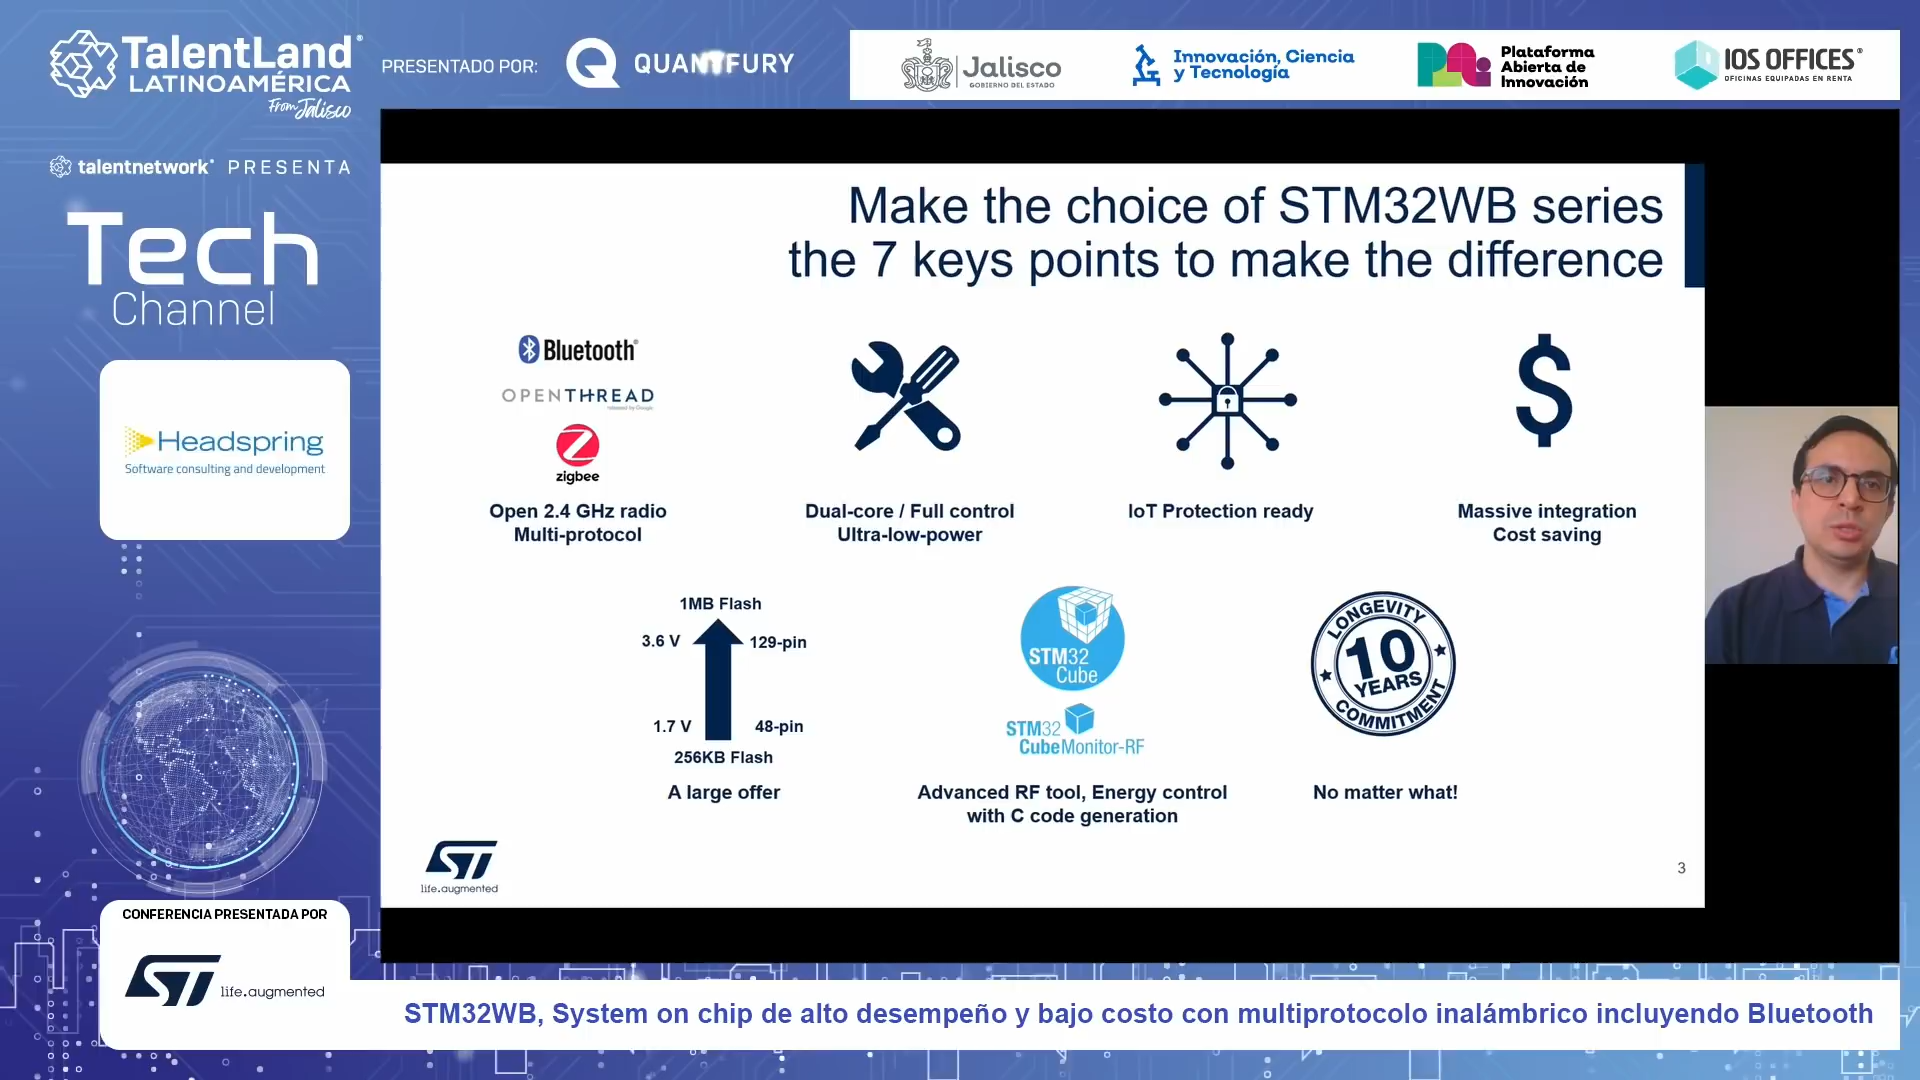 TalentLand
LATINOAMÉRICA
From Jalisco
PRESENTADO POR:
QUANTFURY
Jalisco
GOBIERNO DEL ESTADO
Innovación, Ciencia
y Tecnología
Plataforma
Abierta de
Innovación
IOS OFFICES®
OFICINAS EQUIPADAS EN RENTA
talentnetwork PRESENTA
Tech
Channel
Headspring
Software consulting and development
Make the choice of STM32WB series
the 7 keys points to make the difference
Bluetooth®
OPENTHREAD
released by Google
zigbee
Open 2.4 GHz radio
Multi-protocol
Dual-core / Full control
Ultra-low-power
IoT Protection ready
$
Massive integration
Cost saving
1MB Flash
3.6 V
129-pin
1.7 V
48-pin
256KB Flash
A large offer
STM32
Cube
STM32
CubeMonitor-RF
Advanced RF tool, Energy control
with C code generation
LONGEVITY
10
YEARS
COMMITMENT
No matter what!
ST
life.augmented
3
CONFERENCIA PRESENTADA POR
ST life.augmented
STM32WB, System on chip de alto desempeño y bajo costo con multiprotocolo inalámbrico incluyendo Bluetooth